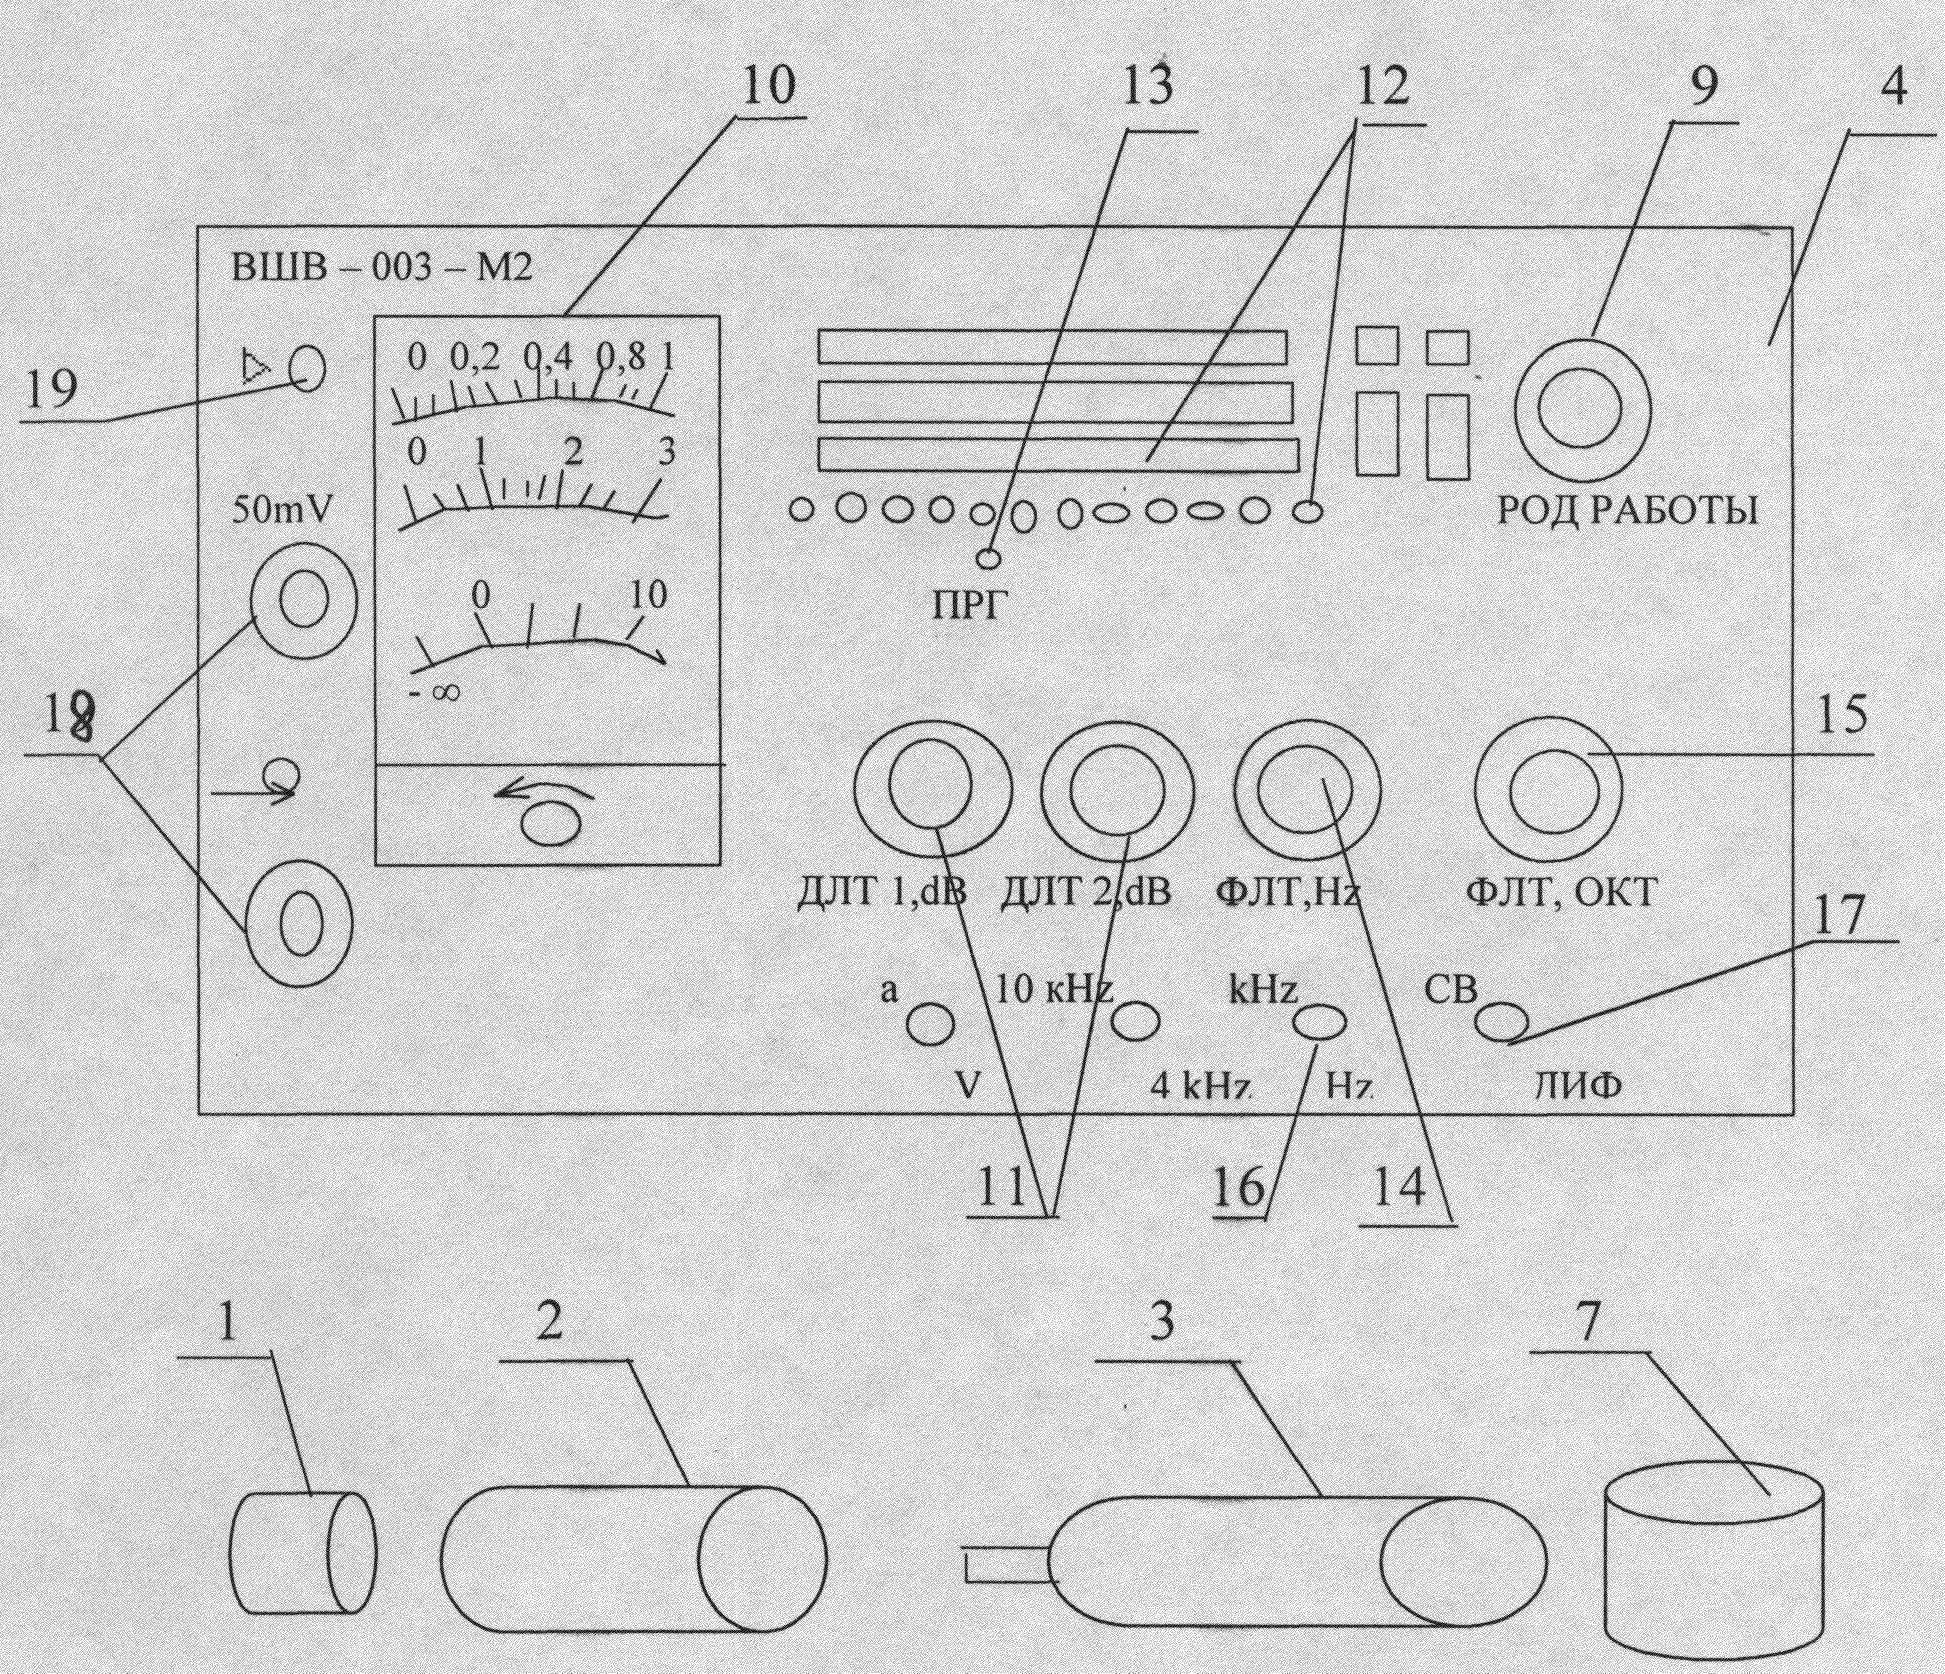 10 13 12 9 4
ВШВ – 003 – М2
0 0,2 0,4 0,8 1
19
0 1 2 3
50mV
РОД РАБОТЫ
0 10
ПРГ
- ∞
18
15
ДЛТ 1,dB ДЛТ 2,dB ФЛТ,Hz ФЛТ, ОКТ
17
a 10 кHz kHz СВ
V 4 kHz Hz ЛИФ
11 16 14
1 2 3 7